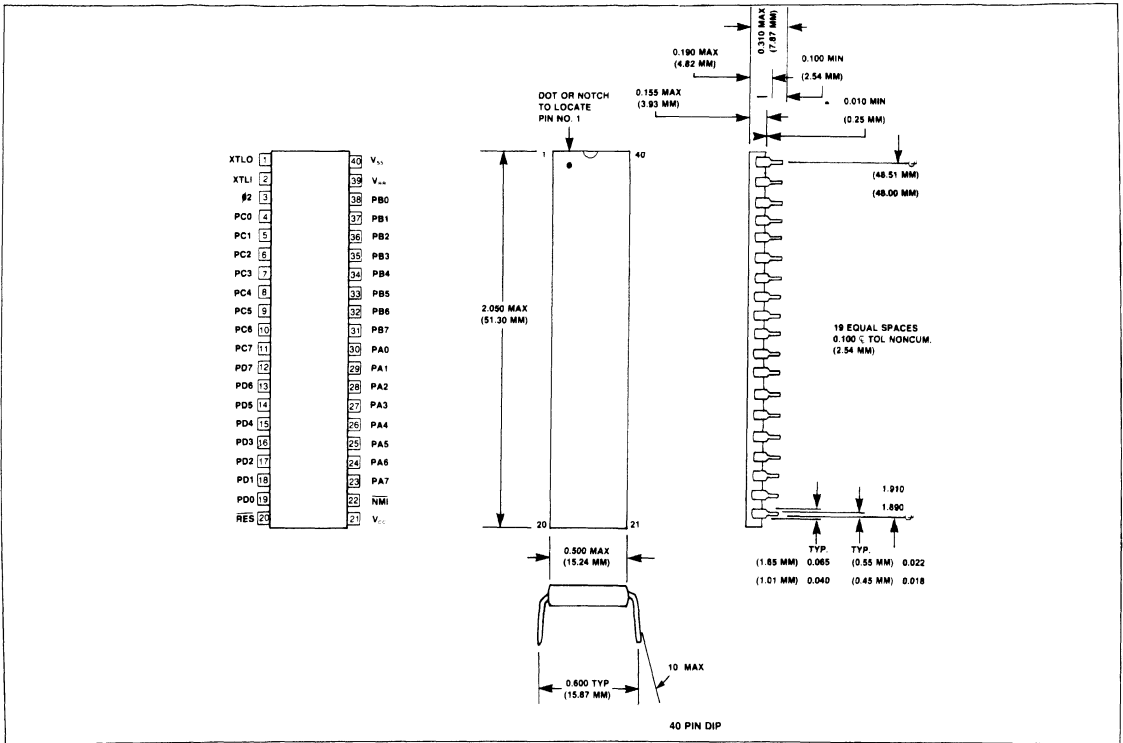 0.310 MAX
(7.87 MM)
0.190 MAX
(4.82 MM)
0.100 MIN
(2.54 MM)
0.155 MAX
(3.93 MM)
0.010 MIN
(0.25 MM)
DOT OR NOTCH
TO LOCATE
PIN NO. 1
1
40
(48.51 MM)
(48.00 MM)
XTLO 1
XTLI 2
ϕ2 3
PC0 4
PC1 5
PC2 6
PC3 7
PC4 8
PC5 9
PC6 10
PC7 11
PD7 12
PD6 13
PD5 14
PD4 15
PD3 16
PD2 17
PD1 18
PD0 19
RES 20
40 Vss
39
38 PB0
37 PB1
36 PB2
35 PB3
34 PB4
33 PB5
32 PB6
31 PB7
30 PA0
29 PA1
28 PA2
27 PA3
26 PA4
25 PA5
24 PA6
23 PA7
22 NMI
21 Vcc
2.050 MAX
(51.30 MM)
19 EQUAL SPACES
0.100 ℄ TOL NONCUM.
(2.54 MM)
20
21
1.910
1.890
0.500 MAX
(15.24 MM)
TYP. TYP.
(1.65 MM) 0.065 (0.55 MM) 0.022
(1.01 MM) 0.040 (0.45 MM) 0.018
10 MAX
0.600 TYP
(15.87 MM)
40 PIN DIP